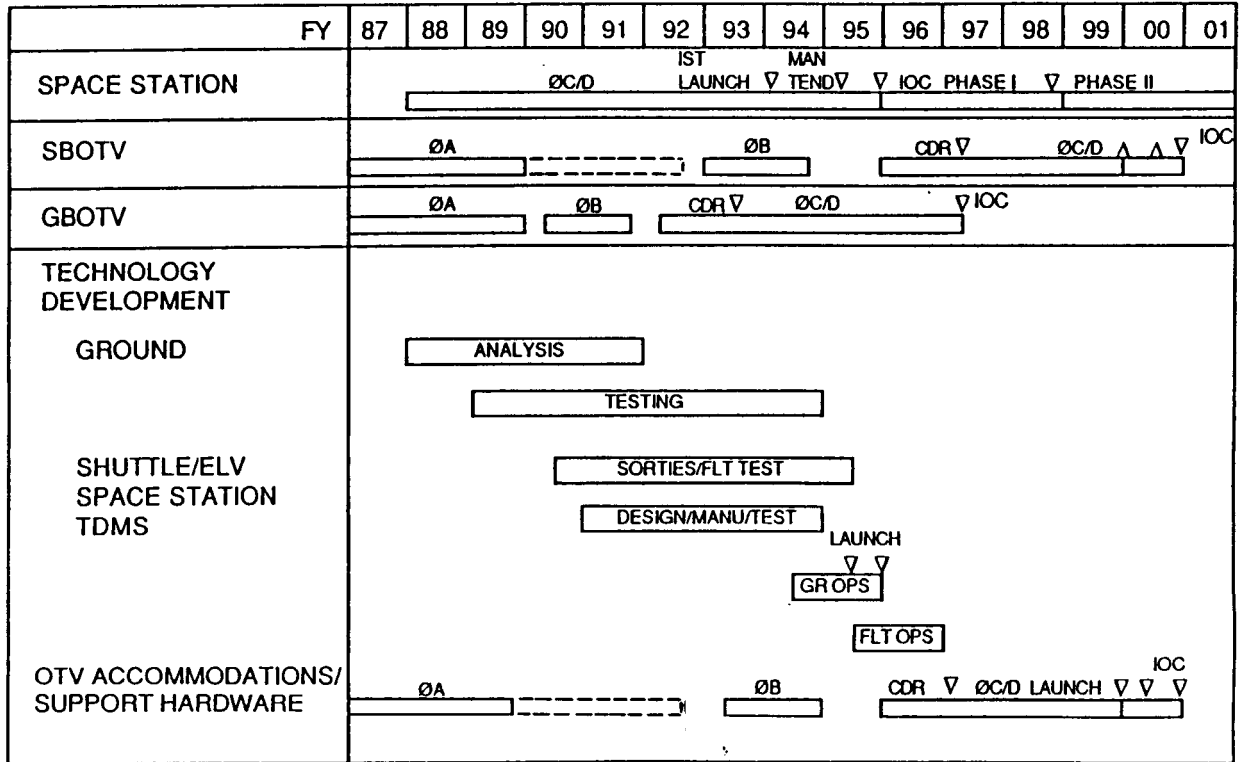 FY 87 88 89 90 91 92 93 94 95 96 97 98 99 00 01
IST MAN
SPACE STATION ØC/D LAUNCH ∇ TEND∇ ∇ IOC PHASE I ∇ PHASE II
SBOTV ØA ØB CDR∇ ØC/D Λ Λ ∇ IOC
GBOTV ØA ØB CDR∇ ØC/D ∇IOC
TECHNOLOGY
DEVELOPMENT
GROUND ANALYSIS
TESTING
SHUTTLE/ELV SORTIES/FLT TEST
SPACE STATION
TDMS DESIGN/MANU/TEST
LAUNCH
∇ ∇
GR OPS
FLT OPS
OTV ACCOMMODATIONS/ IOC
SUPPORT HARDWARE ØA ØB CDR ∇ ØC/D LAUNCH ∇ ∇ ∇